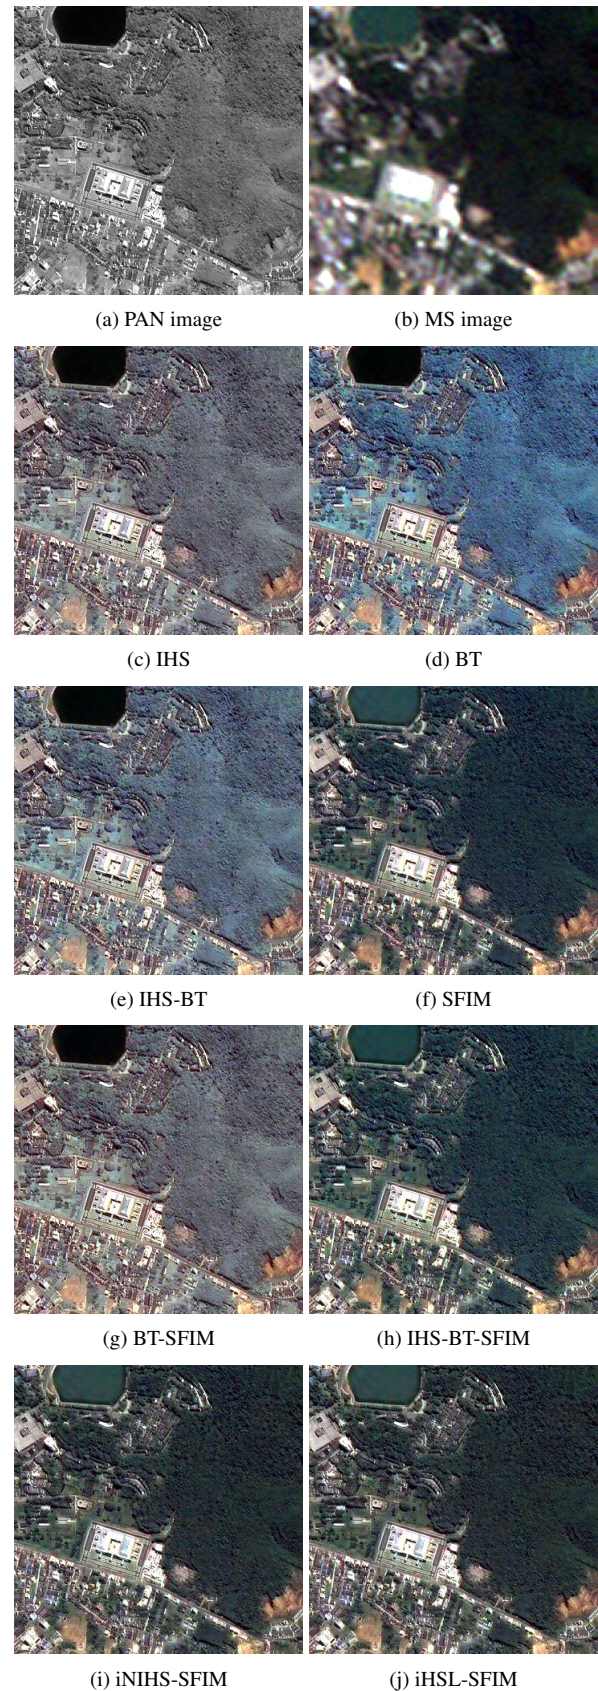 (a) PAN image
(b) MS image
(c) IHS
(d) BT
(e) IHS-BT
(f) SFIM
(g) BT-SFIM
(h) IHS-BT-SFIM
(i) iNIHS-SFIM
(j) iHSL-SFIM